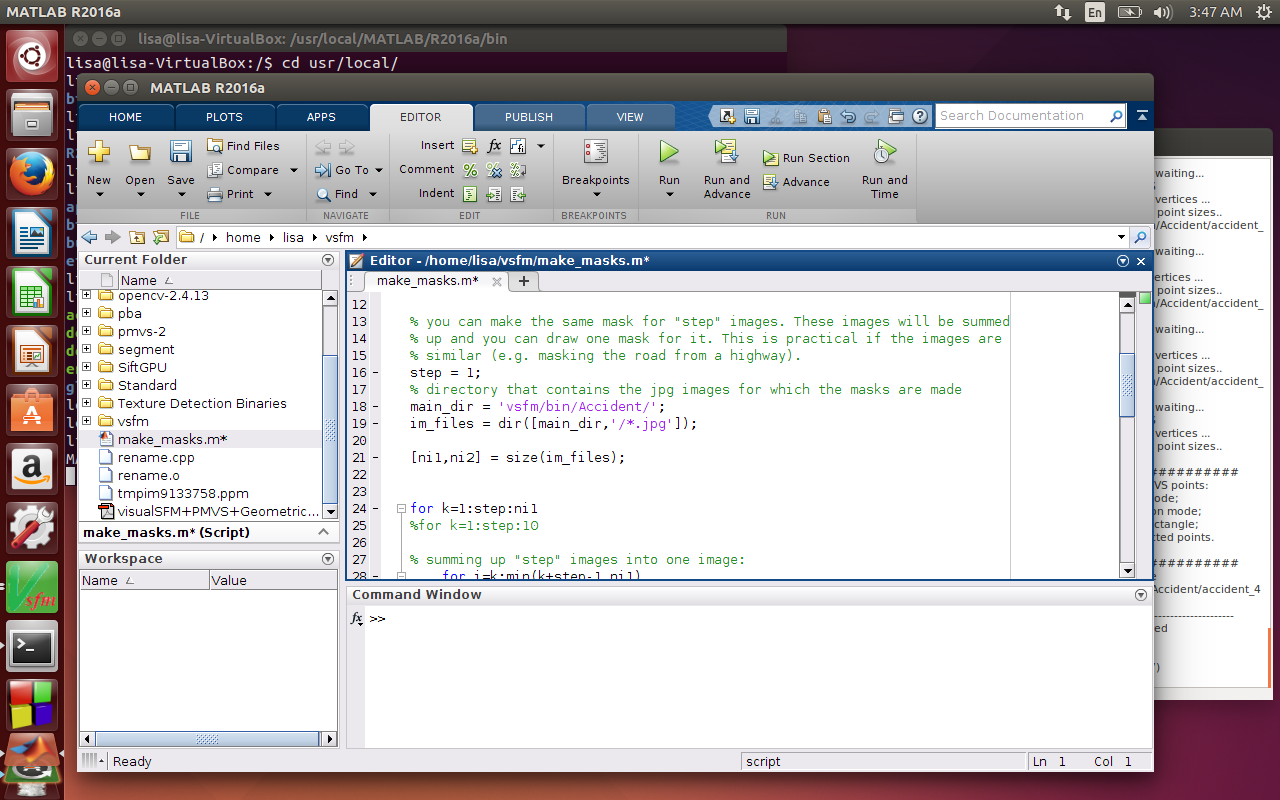 MATLAB R2016a
En
3:47 AM
lisa@lisa-VirtualBox: /usr/local/MATLAB/R2016a/bin
lisa@lisa-VirtualBox:/$ cd usr/local/
MATLAB R2016a
HOME PLOTS APPS EDITOR PUBLISH VIEW
Search Documentation
New Open Save
Find Files
Compare
Print
FILE
Go To
Find
NAVIGATE
Insert
Comment
Indent
EDIT
Breakpoints
BREAKPOINTS
Run
Run and Advance
Run Section
Advance
Run and Time
RUN
/ home lisa vsfm
Current Folder
Name
opencv-2.4.13
pba
pmvs-2
segment
SiftGPU
Standard
Texture Detection Binaries
vsfm
make_masks.m*
rename.cpp
rename.o
tmpim9133758.ppm
visualSFM+PMVS+Geometric...
make_masks.m* (Script)
Workspace
Name Value
Editor - /home/lisa/vsfm/make_masks.m*
make_masks.m*
12
13 % you can make the same mask for "step" images. These images will be summed
14 % up and you can draw one mask for it. This is practical if the images are
15 % similar (e.g. masking the road from a highway).
16 - step = 1;
17 % directory that contains the jpg images for which the masks are made
18 - main_dir = 'vsfm/bin/Accident/';
19 - im_files = dir([main_dir,'/*.jpg']);
20
21 - [ni1,ni2] = size(im_files);
22
23
24 - for k=1:step:ni1
25 %for k=1:step:10
26
27 % summing up "step" images into one image:
28 - for i=k:min(k+step-1,ni1)
Command Window
fx >>
Ready
script
Ln 1 Col 1
waiting...
vertices ...
point sizes..
n/Accident/accident_
waiting...
ertices ...
point sizes..
n/Accident/accident_
waiting...
vertices ...
point sizes..
n/Accident/accident_
waiting...
vertices ...
point sizes..
##########
VS points:
ode;
on mode;
ctangle;
cted points.
##########
Accident/accident_4
----------------------
ed